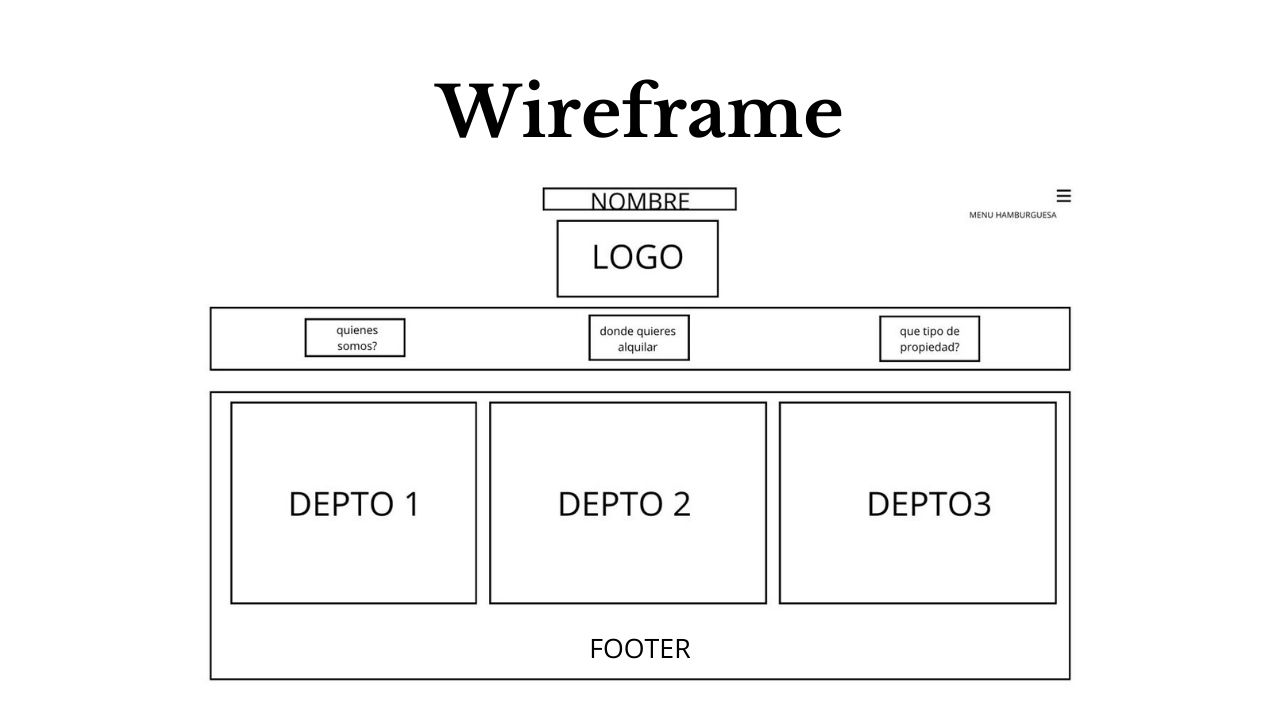 Wireframe
NOMBRE
MENU HAMBURGUESA
LOGO
quienes
somos?
donde quieres
alquilar
que tipo de
propiedad?
DEPTO 1
DEPTO 2
DEPTO3
FOOTER